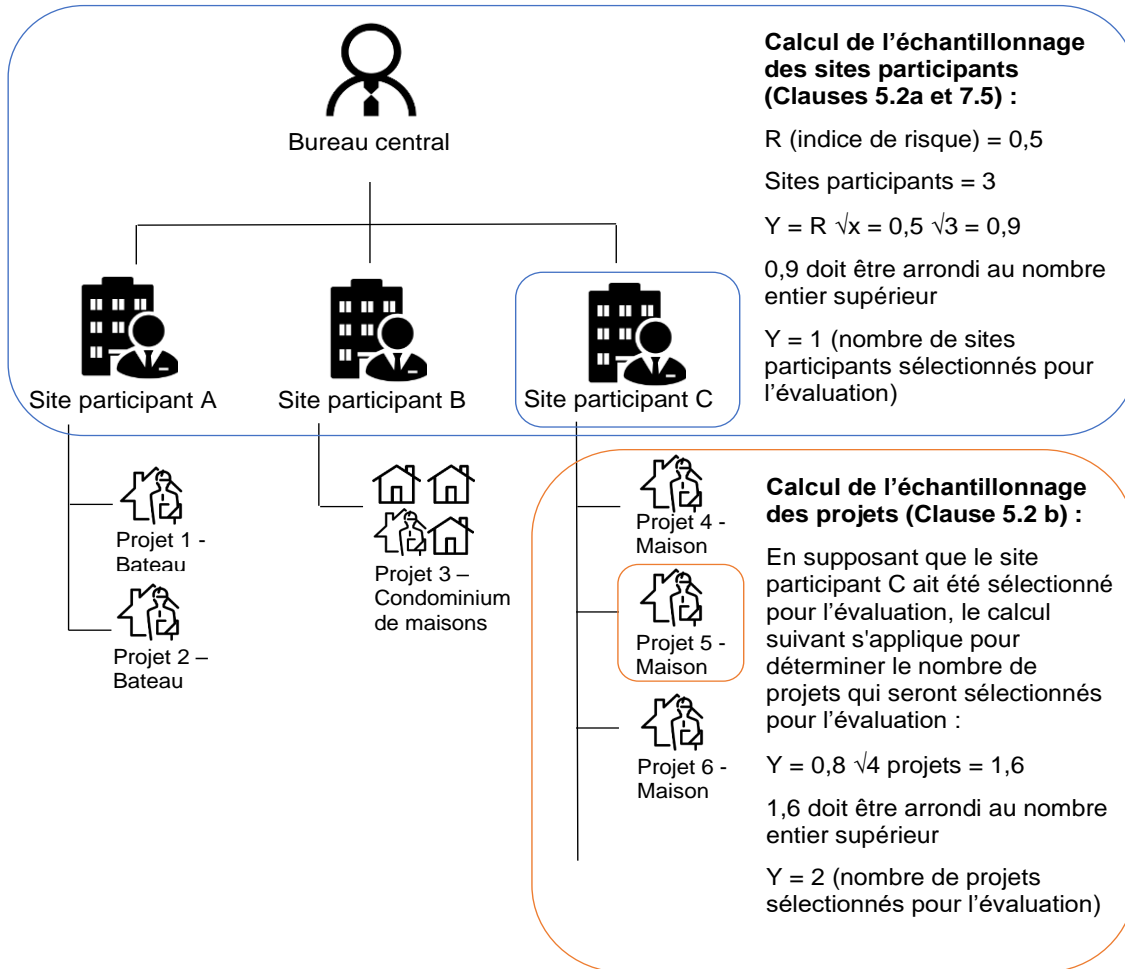 Bureau central
Site participant A
Site participant B
Site participant C
Projet 1 -
Bateau
Projet 2 –
Bateau
Projet 3 –
Condominium
de maisons
Projet 4 -
Maison
Projet 5 -
Maison
Projet 6 -
Maison
Calcul de l’échantillonnage
des sites participants
(Clauses 5.2a et 7.5) :
R (indice de risque) = 0,5
Sites participants = 3
Y = R √x = 0,5 √3 = 0,9
0,9 doit être arrondi au nombre
entier supérieur
Y = 1 (nombre de sites
participants sélectionnés pour
l’évaluation)
Calcul de l’échantillonnage
des projets (Clause 5.2 b) :
En supposant que le site
participant C ait été sélectionné
pour l’évaluation, le calcul
suivant s'applique pour
déterminer le nombre de
projets qui seront sélectionnés
pour l’évaluation :
Y = 0,8 √4 projets = 1,6
1,6 doit être arrondi au nombre
entier supérieur
Y = 2 (nombre de projets
sélectionnés pour l’évaluation)